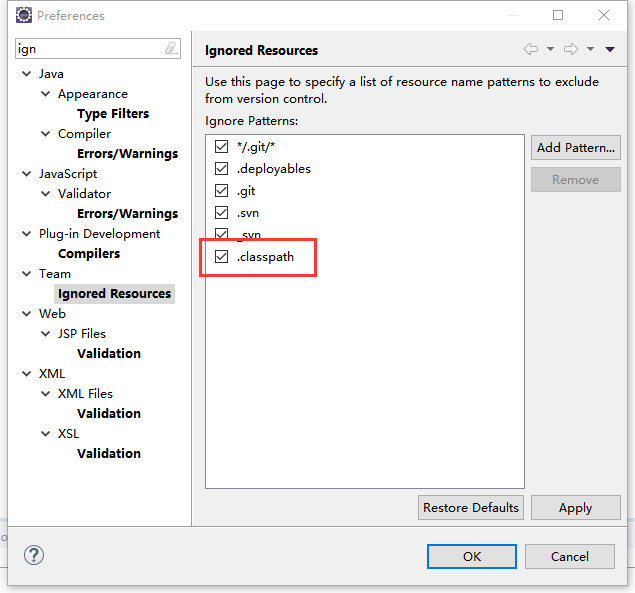 Preferences
ign
Java
Appearance
Type Filters
Compiler
Errors/Warnings
JavaScript
Validator
Errors/Warnings
Plug-in Development
Compilers
Team
Ignored Resources
Web
JSP Files
Validation
XML
XML Files
Validation
XSL
Validation
Ignored Resources
Use this page to specify a list of resource name patterns to exclude
from version control.
Ignore Patterns:
*/.git/*
.deployables
.git
.svn
_svn
.classpath
Add Pattern...
Remove
Restore Defaults
Apply
?
OK
Cancel